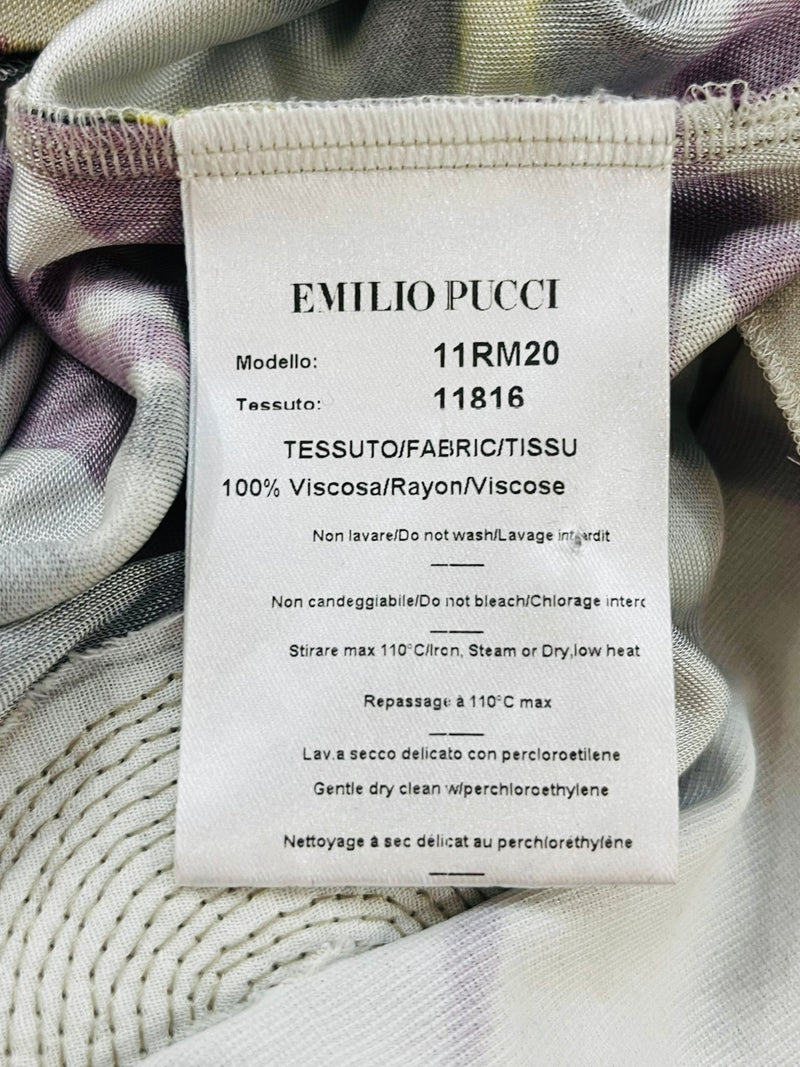 EMILIO PUCCI
Modello: 11RM20
Tessuto: 11816
TESSUTO/FABRIC/TISSU
100% Viscosa/Rayon/Viscose
Non lavare/Do not wash/Lavage interdit
Non candeggiabile/Do not bleach/Chlorage interd
Stirare max 110°C/Iron, Steam or Dry,low heat
Repassage à 110°C max
Lav.a secco delicato con percloroetilene
Gentle dry clean w/perchloroethylene
Nettoyage à sec délicat au perchloréthylène